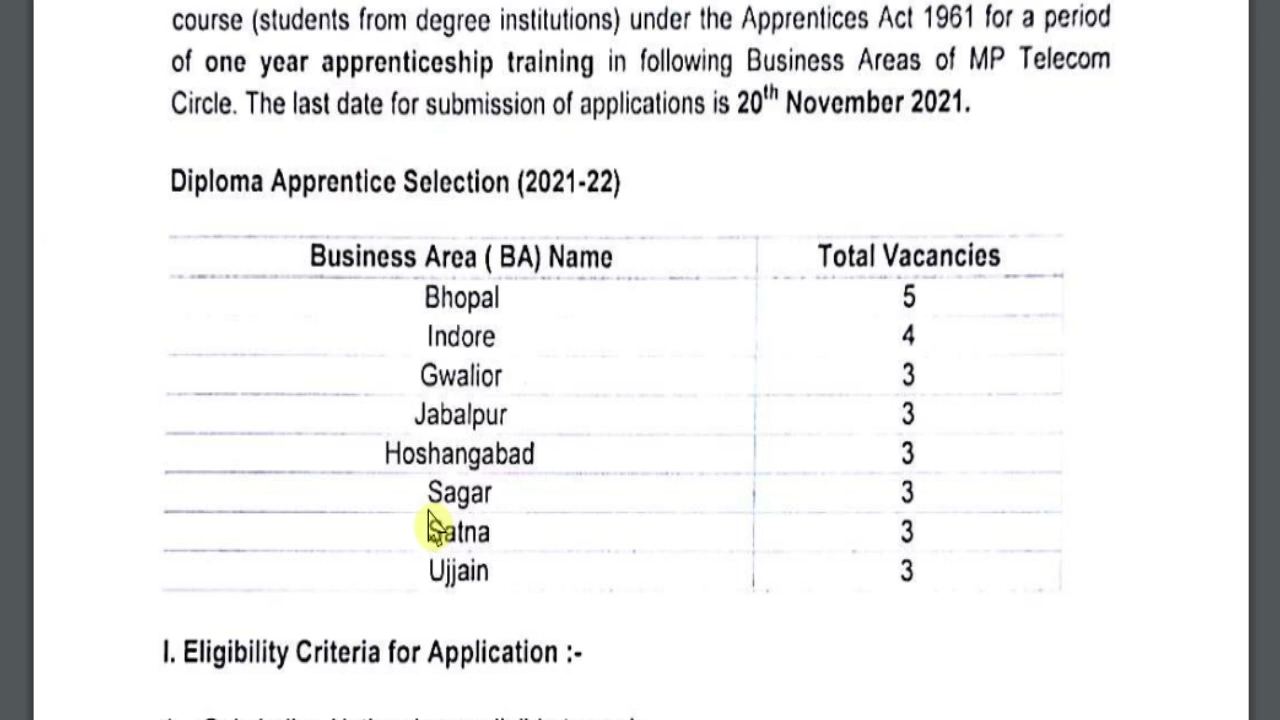 course (students from degree institutions) under the Apprentices Act 1961 for a period
of one year apprenticeship training in following Business Areas of MP Telecom
Circle. The last date for submission of applications is 20th November 2021.
Diploma Apprentice Selection (2021-22)
Business Area ( BA) Name Total Vacancies
Bhopal 5
Indore 4
Gwalior 3
Jabalpur 3
Hoshangabad 3
Sagar 3
Satna 3
Ujjain 3
I. Eligibility Criteria for Application :-